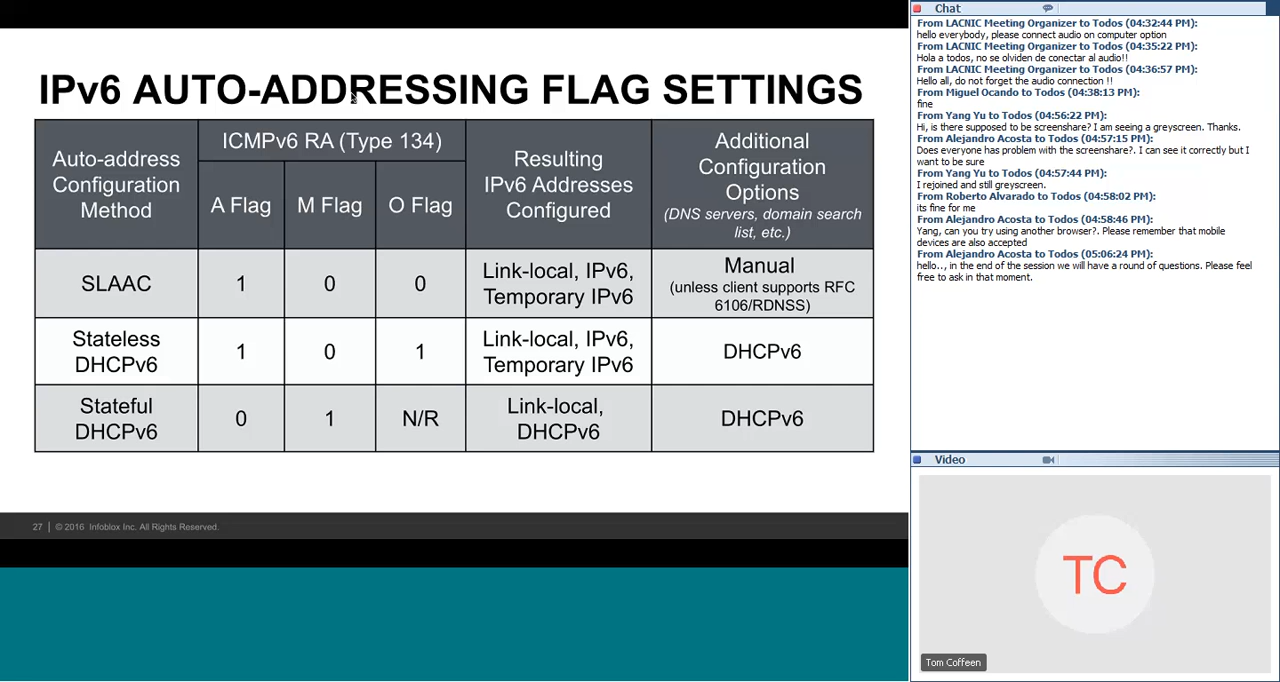 IPv6 AUTO-ADDRESSING FLAG SETTINGS
Auto-address
Configuration
Method
ICMPv6 RA (Type 134)
A Flag
M Flag
O Flag
Resulting
IPv6 Addresses
Configured
Additional
Configuration
Options
(DNS servers, domain search
list, etc.)
SLAAC
1
0
0
Link-local, IPv6,
Temporary IPv6
Manual
(unless client supports RFC
6106/RDNSS)
Stateless
DHCPv6
1
0
1
Link-local, IPv6,
Temporary IPv6
DHCPv6
Stateful
DHCPv6
0
1
N/R
Link-local,
DHCPv6
DHCPv6
27 | © 2016 Infoblox Inc. All Rights Reserved.
Chat
From LACNIC Meeting Organizer to Todos (04:32:44 PM):
hello everybody, please connect audio on computer option
From LACNIC Meeting Organizer to Todos (04:35:22 PM):
Hola a todos, no se olviden de conectar al audio!!
From LACNIC Meeting Organizer to Todos (04:36:57 PM):
Hello all, do not forget the audio connection !!
From Miguel Ocando to Todos (04:38:13 PM):
fine
From Yang Yu to Todos (04:56:22 PM):
Hi, is there supposed to be screenshare? I am seeing a greyscreen. Thanks.
From Alejandro Acosta to Todos (04:57:15 PM):
Does everyone has problem with the screenshare?. I can see it correctly but I
want to be sure
From Yang Yu to Todos (04:57:44 PM):
I rejoined and still greyscreen.
From Roberto Alvarado to Todos (04:58:02 PM):
its fine for me
From Alejandro Acosta to Todos (04:58:46 PM):
Yang, can you try using another browser?. Please remember that mobile
devices are also accepted
From Alejandro Acosta to Todos (05:06:24 PM):
hello.., in the end of the session we will have a round of questions. Please feel
free to ask in that moment.
Video
TC
Tom Coffeen